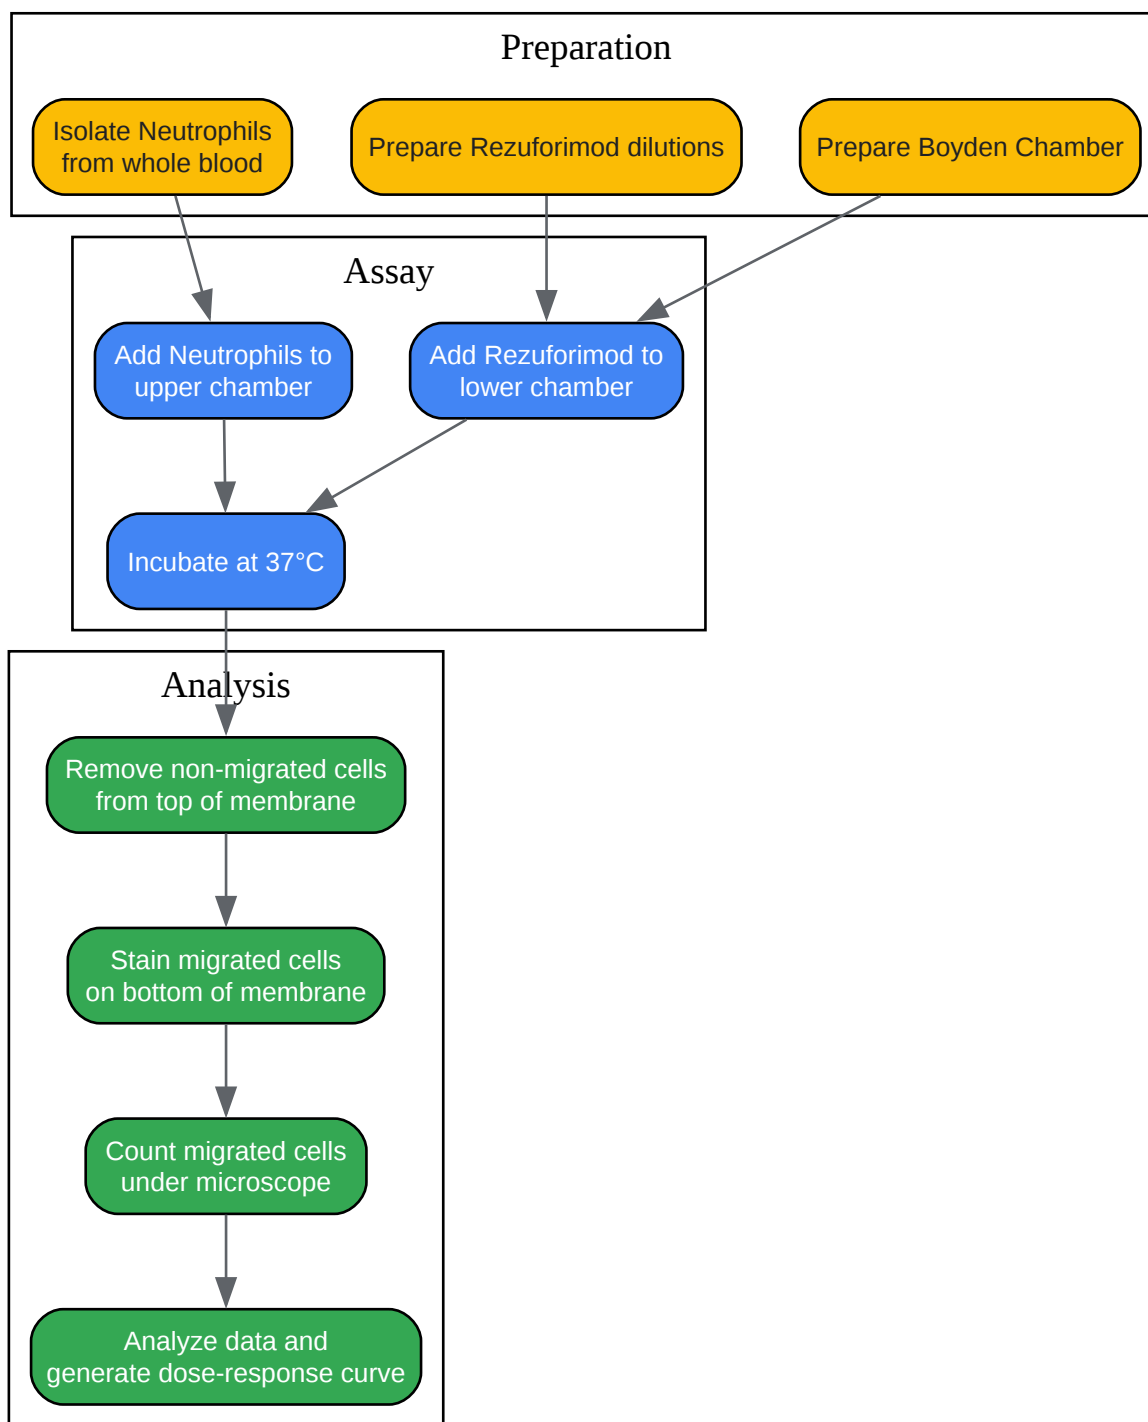 Preparation
Isolate Neutrophils
from whole blood
Prepare Rezuforimod dilutions
Prepare Boyden Chamber
Assay
Add Neutrophils to
upper chamber
Add Rezuforimod to
lower chamber
Incubate at 37°C
Analysis
Remove non-migrated cells
from top of membrane
Stain migrated cells
on bottom of membrane
Count migrated cells
under microscope
Analyze data and
generate dose-response curve